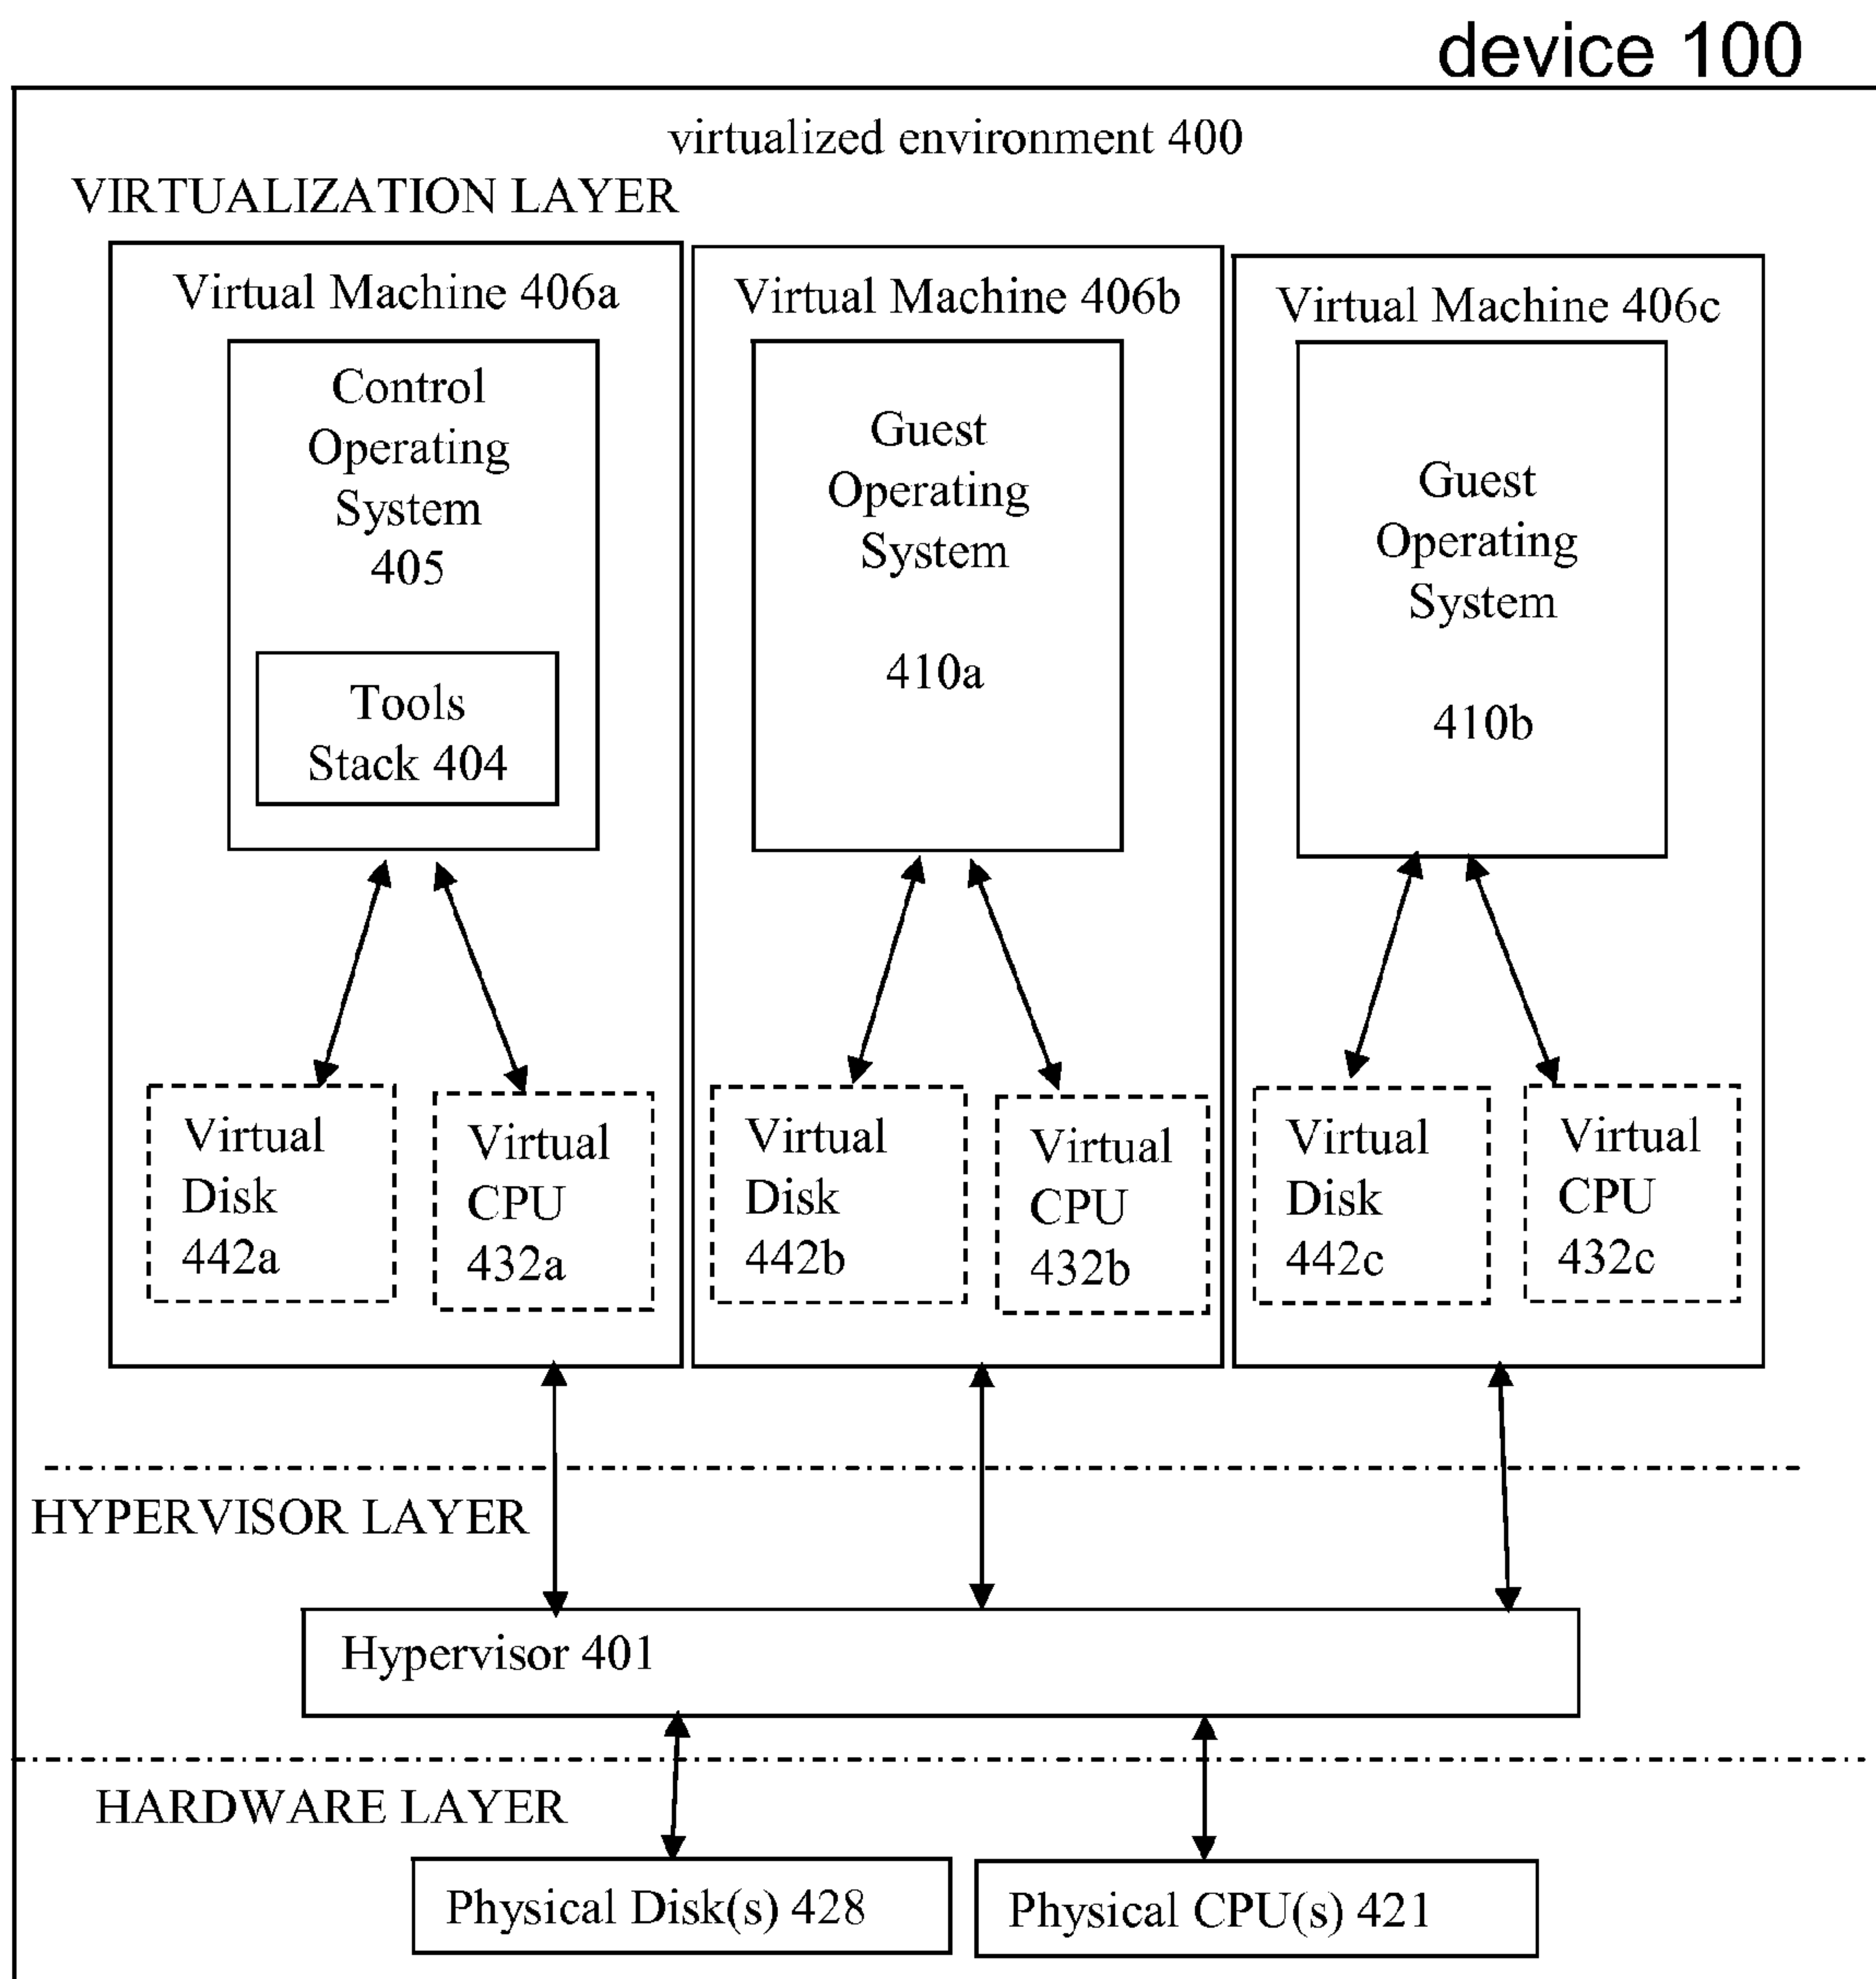 device 100
virtualized environment 400
VIRTUALIZATION LAYER
Virtual Machine 406a
Control
Operating
System
405
Tools
Stack 404
Virtual
Disk
442a
Virtual
CPU
432a
Virtual Machine 406b
Guest
Operating
System
410a
Virtual
Disk
442b
Virtual
CPU
432b
Virtual Machine 406c
Guest
Operating
System
410b
Virtual
Disk
442c
Virtual
CPU
432c
HYPERVISOR LAYER
Hypervisor 401
HARDWARE LAYER
Physical Disk(s) 428
Physical CPU(s) 421